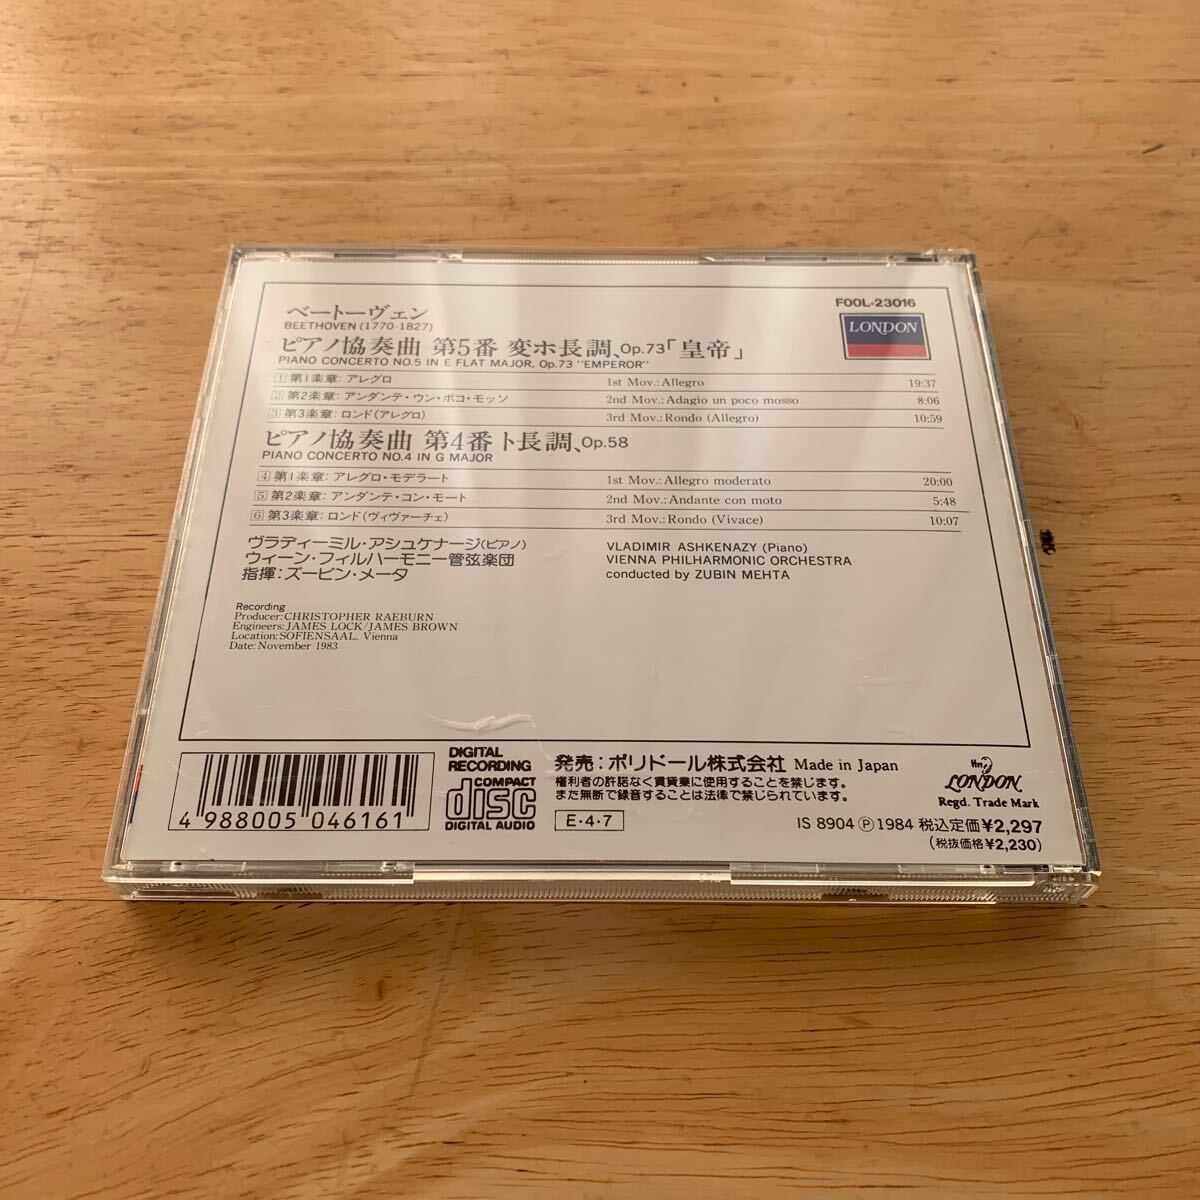 FOOL-23016
LONDON
ベートーヴェン
BEETHOVEN (1770-1827)
ピアノ協奏曲 第5番 変ホ長調、Op.73「皇帝」
PIANO CONCERTO NO.5 IN E FLAT MAJOR, Op.73 "EMPEROR"
1 第1楽章：アレグロ 1st Mov.: Allegro 19:37
2 第2楽章：アンダンテ・ウン・ポコ・モッソ 2nd Mov.: Adagio un poco mosso 8:06
3 第3楽章：ロンド（アレグロ） 3rd Mov.: Rondo (Allegro) 10:59
ピアノ協奏曲 第4番 ト長調、Op.58
PIANO CONCERTO NO.4 IN G MAJOR
4 第1楽章：アレグロ・モデラート 1st Mov.: Allegro moderato 20:00
5 第2楽章：アンダンテ・コン・モート 2nd Mov.: Andante con moto 5:48
6 第3楽章：ロンド（ヴィヴァーチェ） 3rd Mov.: Rondo (Vivace) 10:07
ヴラディーミル・アシュケナージ(ピアノ)
ウィーン・フィルハーモニー管弦楽団
指揮：ズービン・メータ
VLADIMIR ASHKENAZY (Piano)
VIENNA PHILHARMONIC ORCHESTRA
conducted by ZUBIN MEHTA
Recording
Producer: CHRISTOPHER RAEBURN
Engineers: JAMES LOCK/JAMES BROWN
Location: SOFIENSAAL, Vienna
Date: November 1983
4 988005 046161
DIGITAL
RECORDING
COMPACT
disc
DIGITAL AUDIO
発売：ポリドール株式会社 Made in Japan
権利者の許諾なく賃貸業に使用することを禁じます。
また無断で録音することは法律で禁じられています。
E・4・7
LONDON
Regd. Trade Mark
IS 8904 Ⓟ 1984 税込定価¥2,297
(税抜価格¥2,230)